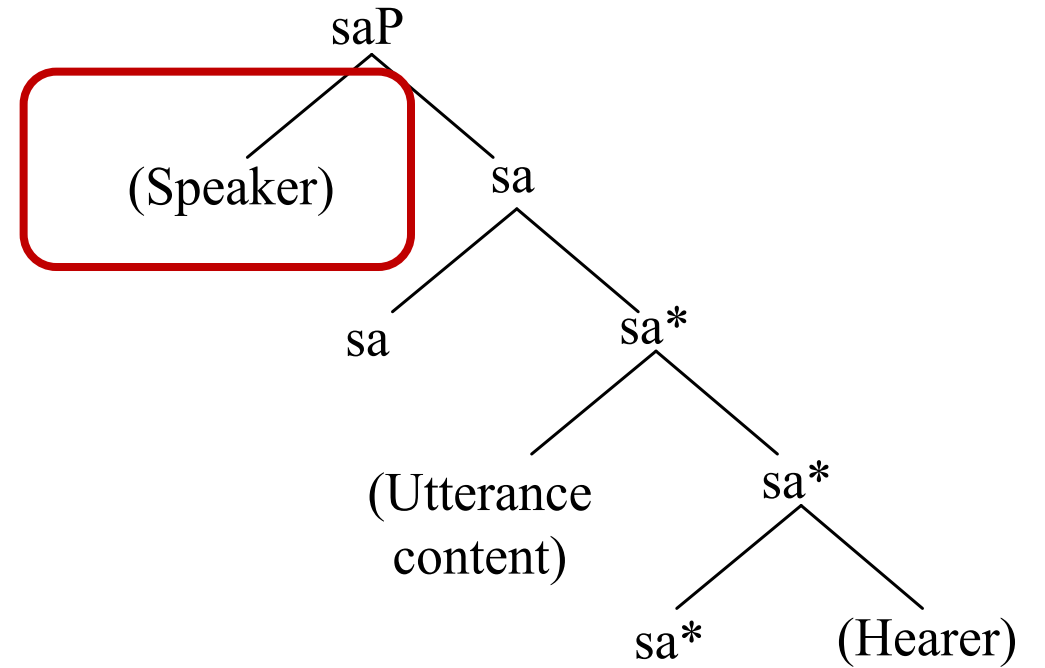 saP
(Speaker)
sa
sa
sa*
(Utterance
content)
sa*
sa*
(Hearer)